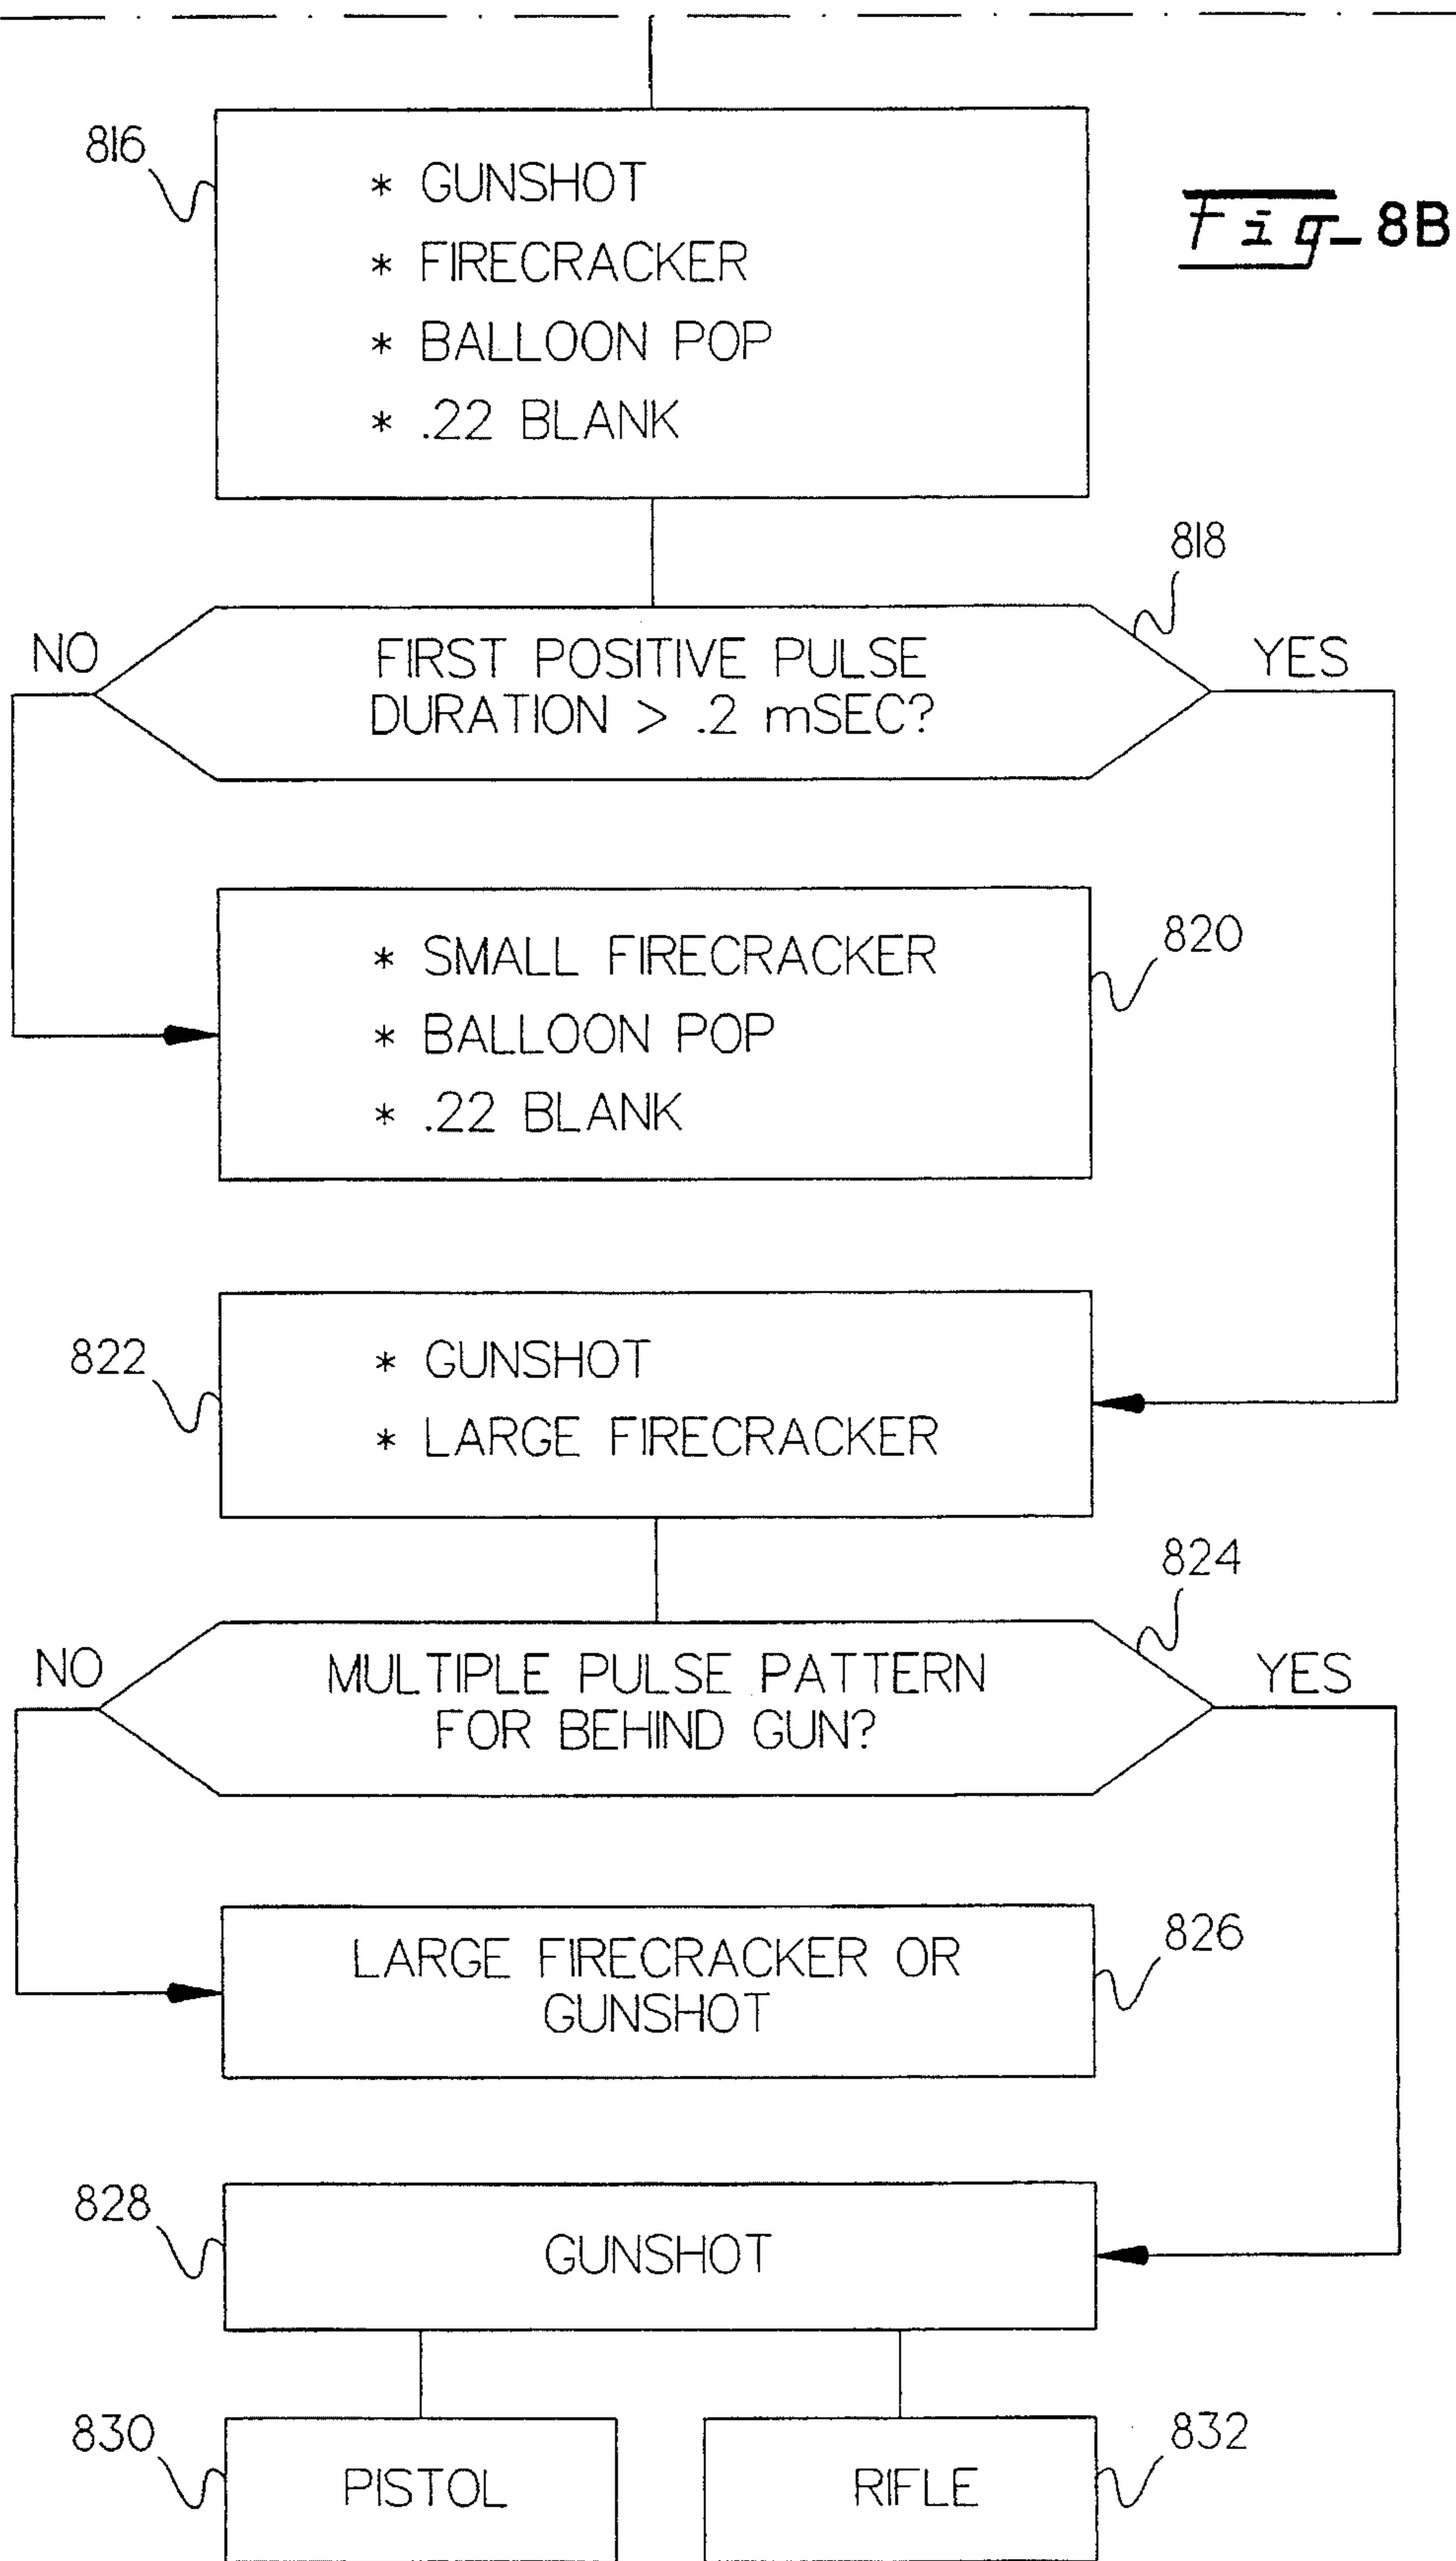 816
* GUNSHOT
* FIRECRACKER
* BALLOON POP
* .22 BLANK
Fig_ 8B
818
NO
FIRST POSITIVE PULSE
DURATION > .2 mSEC?
YES
820
* SMALL FIRECRACKER
* BALLOON POP
* .22 BLANK
822
* GUNSHOT
* LARGE FIRECRACKER
824
NO
MULTIPLE PULSE PATTERN
FOR BEHIND GUN?
YES
826
LARGE FIRECRACKER OR
GUNSHOT
828
GUNSHOT
830
PISTOL
832
RIFLE